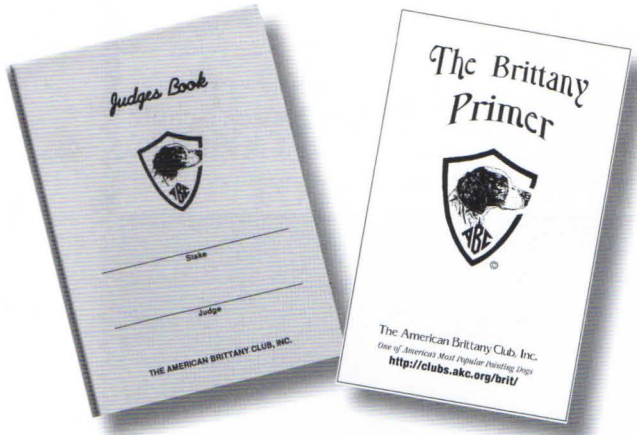 Judges Book
ABC
Stake
Judge
THE AMERICAN BRITTANY CLUB, INC.
The Brittany
Primer
ABC
©
The American Brittany Club, Inc.
One of America's Most Popular Pointing Dogs
http://clubs.akc.org/brit/